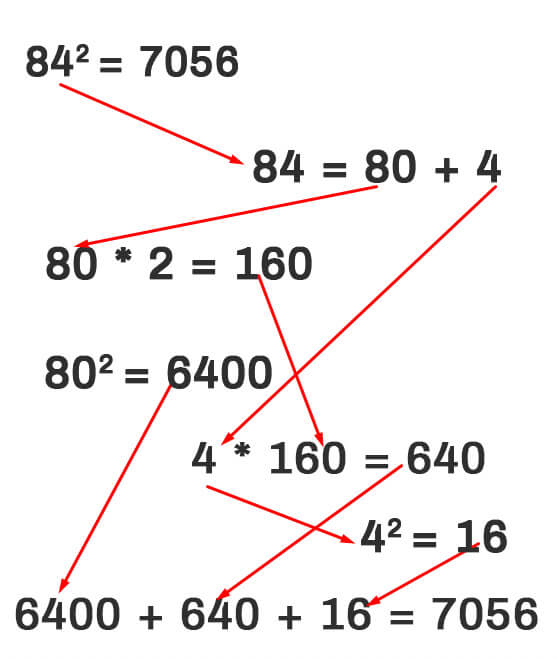 84² = 7056
84 = 80 + 4
80 * 2 = 160
80² = 6400
4 * 160 = 640
4² = 16
6400 + 640 + 16 = 7056